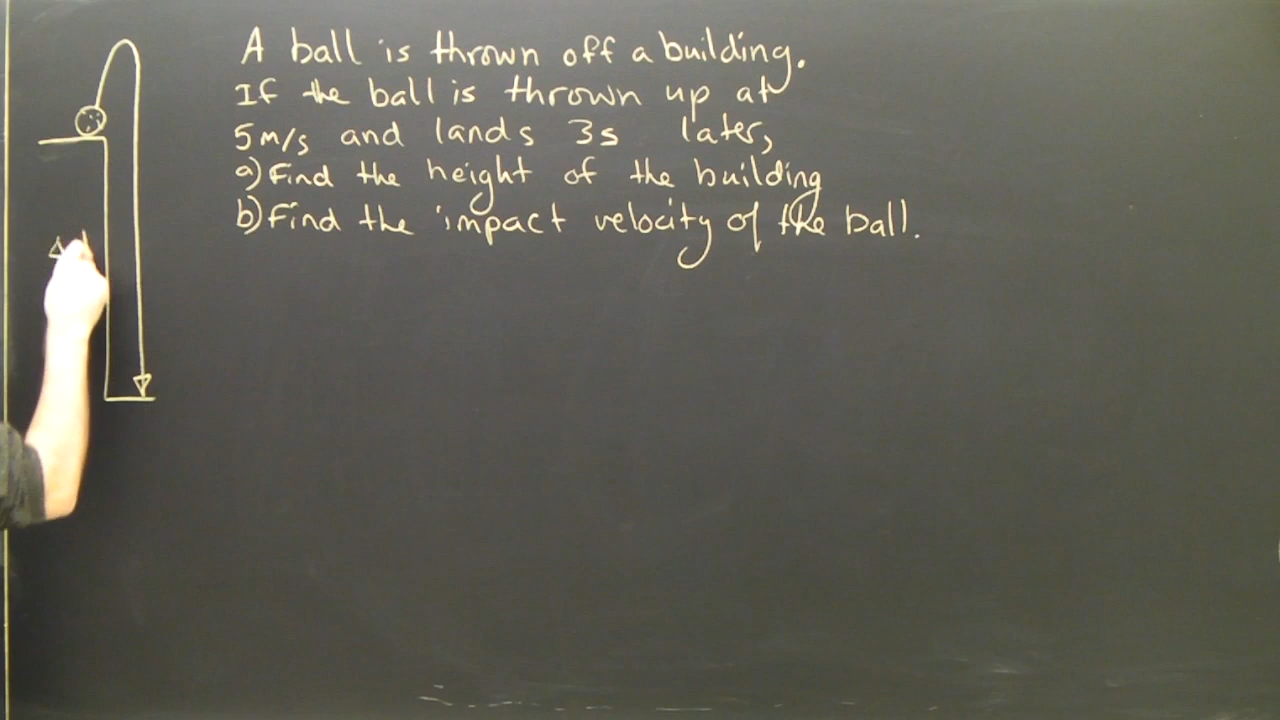 A ball is thrown off a building.
If the ball is thrown up at
5m/s and lands 3s later,
a) Find the height of the building
b) Find the impact velocity of the ball.
Δ